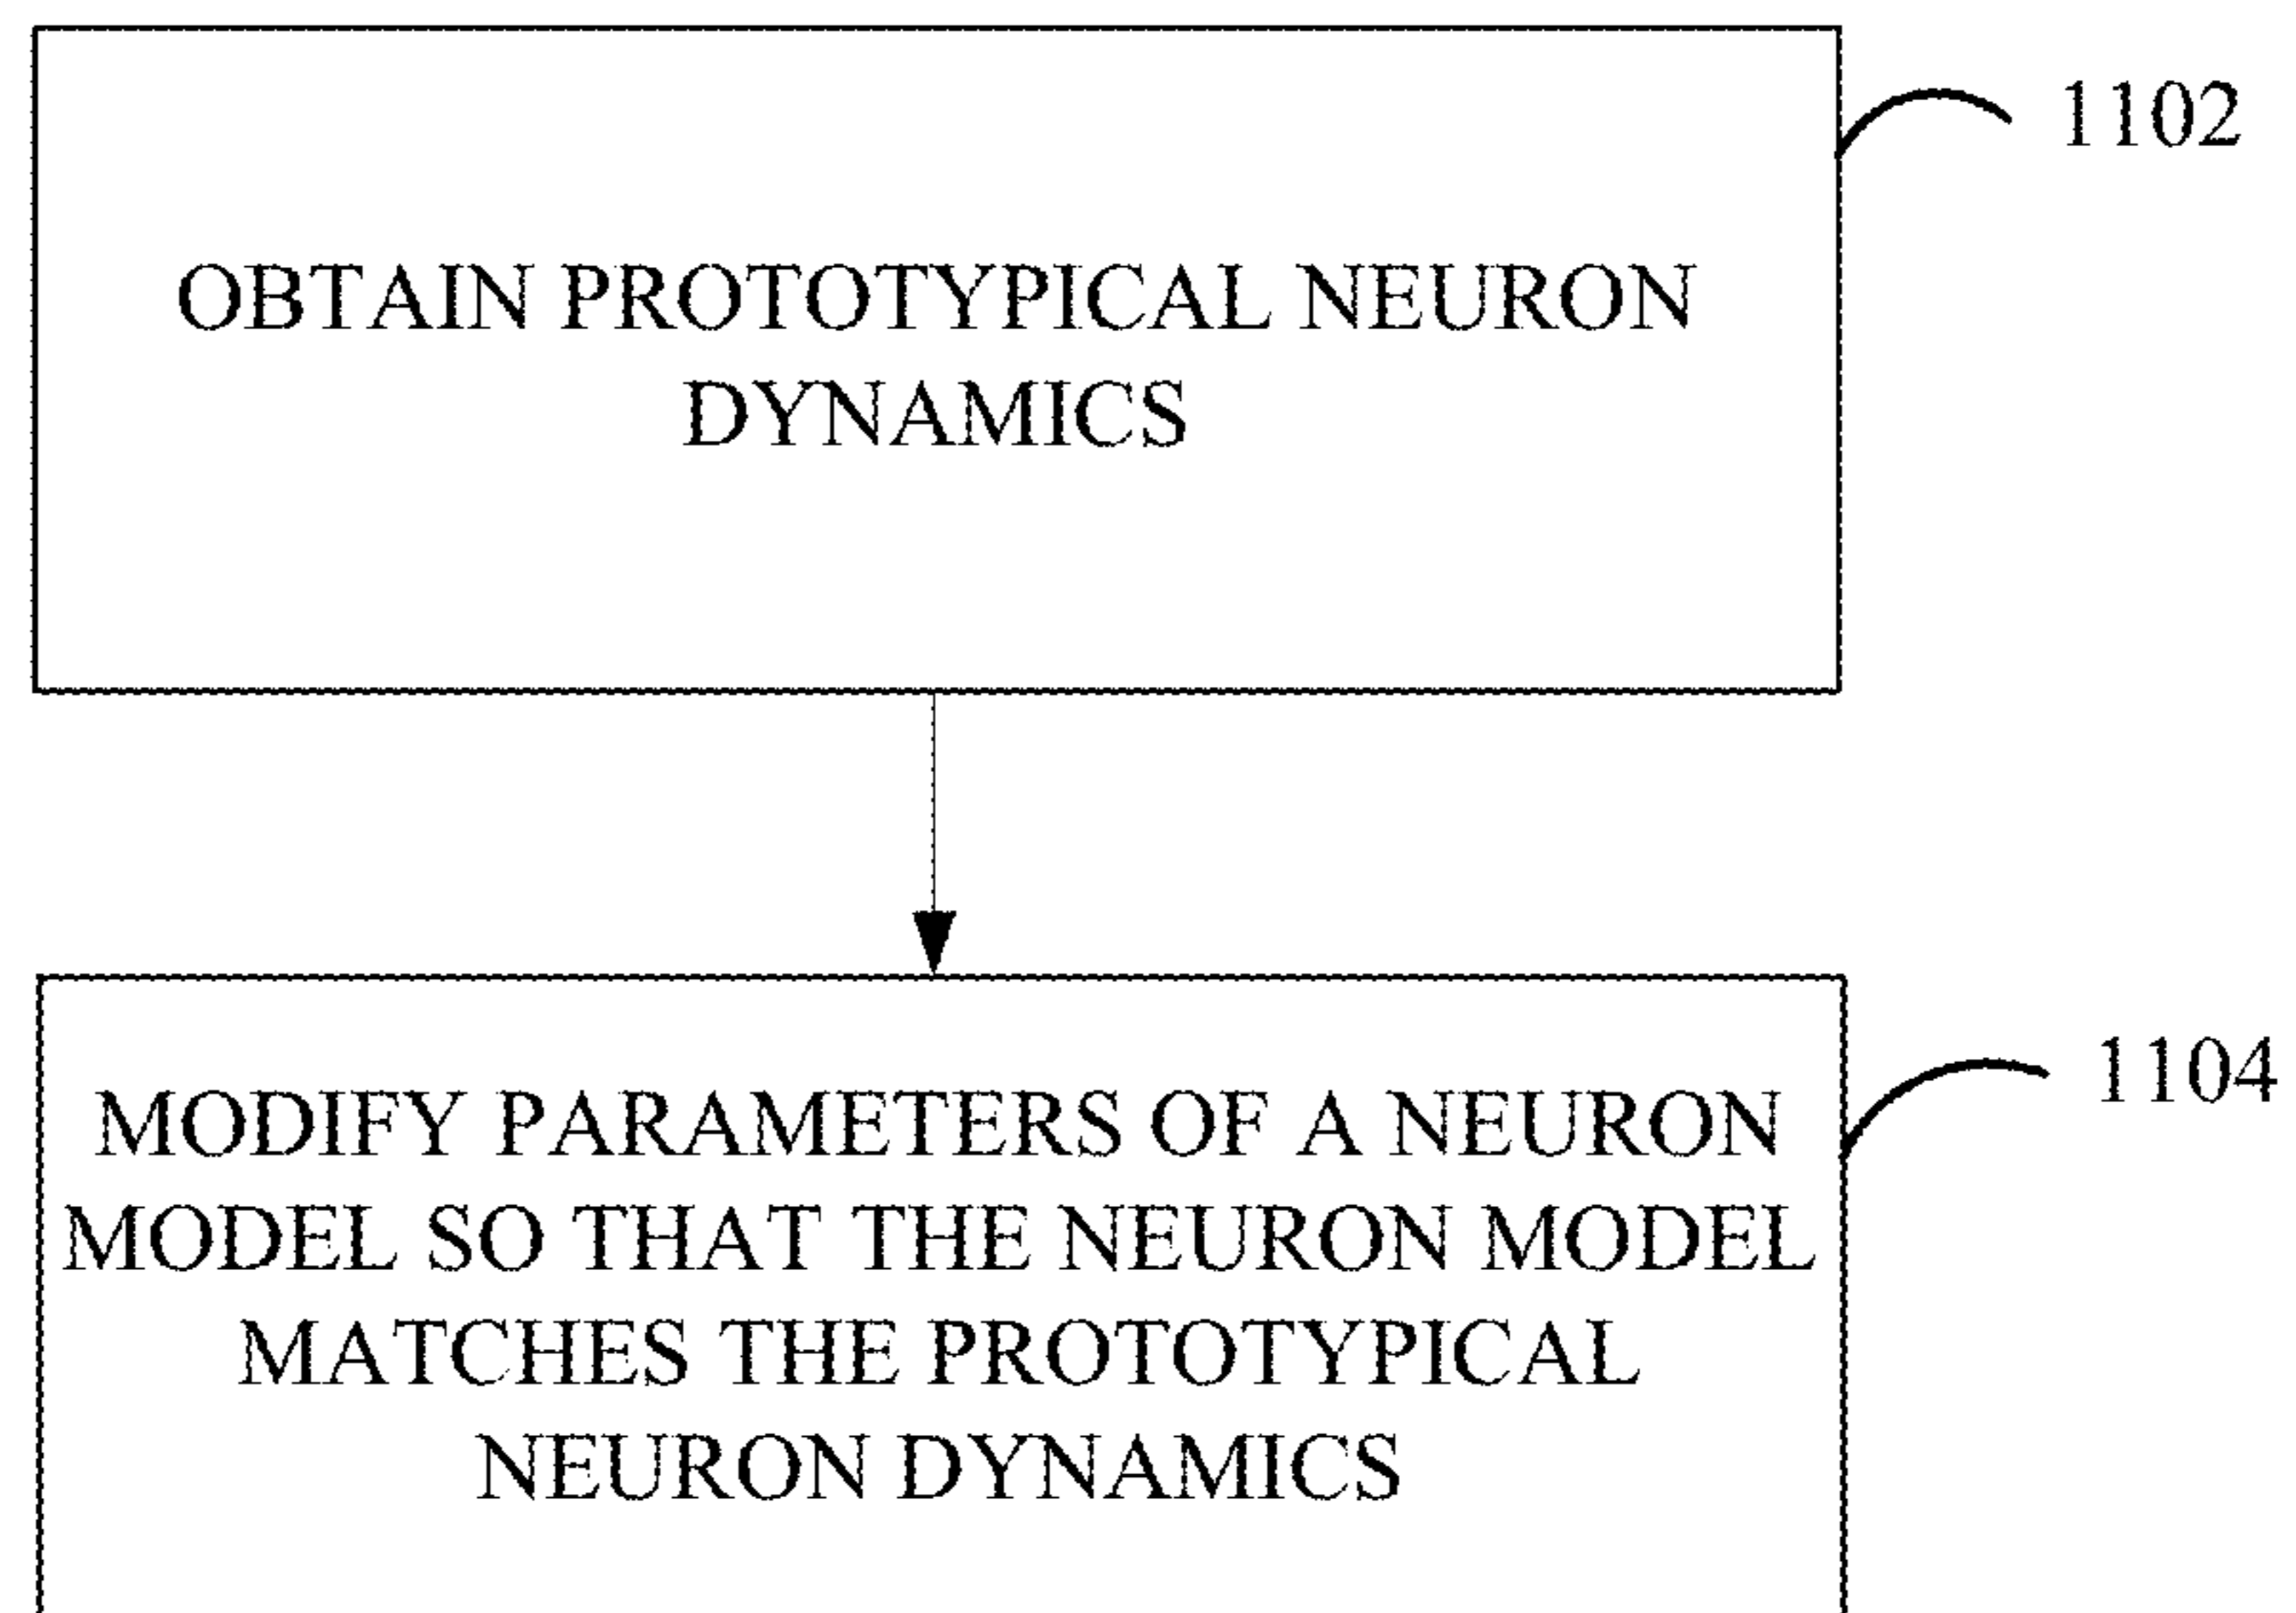 1102
OBTAIN PROTOTYPICAL NEURON
DYNAMICS
1104
MODIFY PARAMETERS OF A NEURON
MODEL SO THAT THE NEURON MODEL
MATCHES THE PROTOTYPICAL
NEURON DYNAMICS